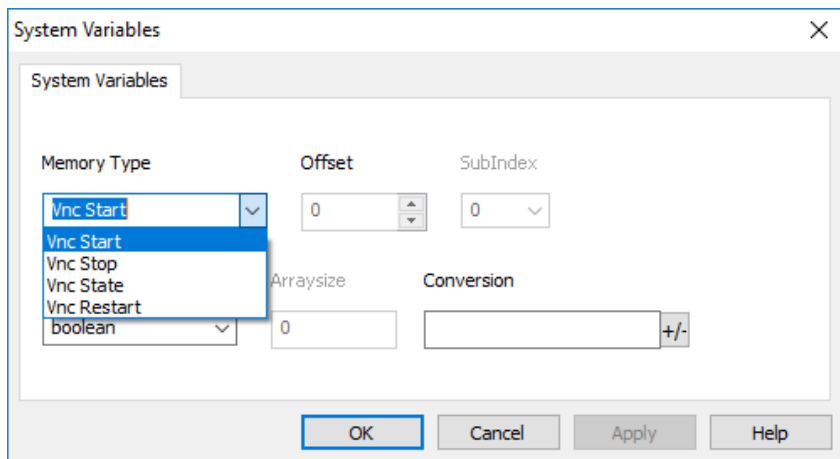 System Variables
System Variables
Memory Type Offset SubIndex
Vnc Start 0 0
Vnc Start
Vnc Stop
Vnc State
Vnc Restart
Arraysize Conversion
boolean 0 +/-
OK Cancel Apply Help